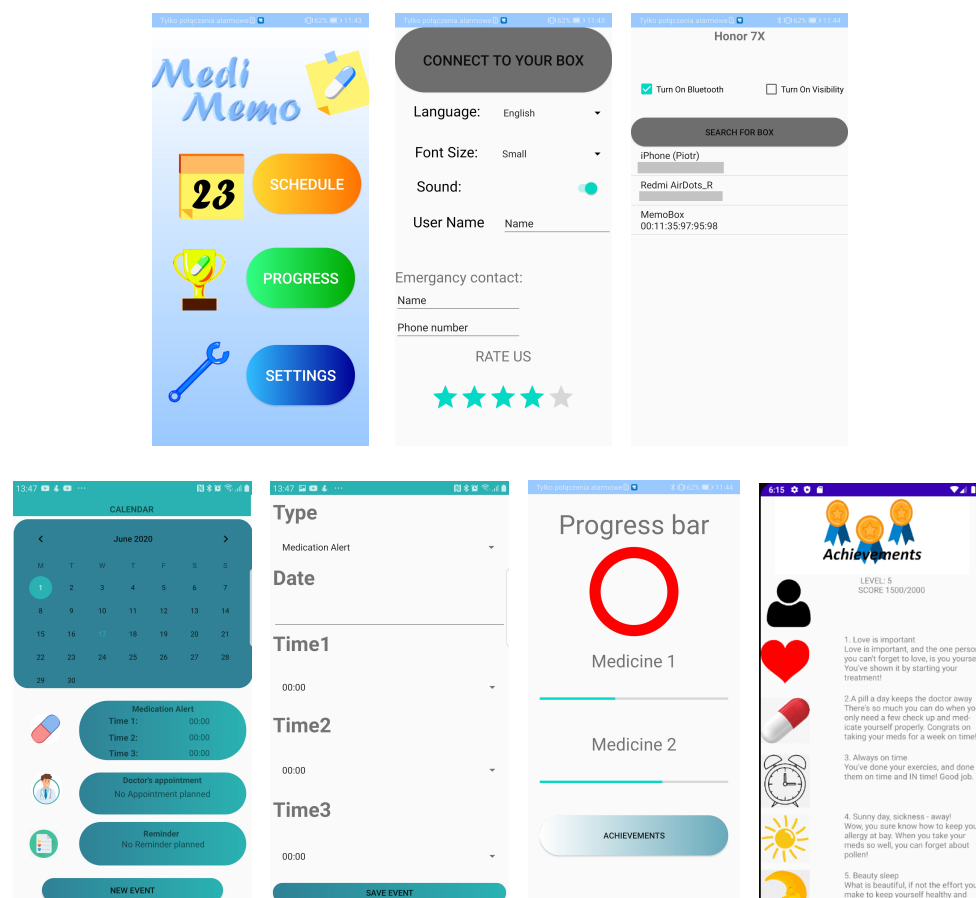 Tylko połączenia alarmowe 62% 11:43
Medi
Memo
23
SCHEDULE
PROGRESS
SETTINGS
Tylko połączenia alarmowe 62% 11:43
CONNECT TO YOUR BOX
Language: English
Font Size: Small
Sound:
User Name Name
Emergancy contact:
Name
Phone number
RATE US
Tylko połączenia alarmowe 62% 11:44
Honor 7X
Turn On Bluetooth Turn On Visibility
SEARCH FOR BOX
iPhone (Piotr)
Redmi AirDots_R
MemoBox
00:11:35:97:95:98
13:47
CALENDAR
June 2020
M T W T F S S
1 2 3 4 5 6 7
8 9 10 11 12 13 14
15 16 17 18 19 20 21
22 23 24 25 26 27 28
29 30
Medication Alert
Time 1: 00:00
Time 2: 00:00
Time 3: 00:00
Doctor's appointment
No Appointment planned
Reminder
No Reminder planned
NEW EVENT
13:47
Type
Medication Alert
Date
Time1
00:00
Time2
00:00
Time3
00:00
SAVE EVENT
Tylko połączenia alarmowe 62% 11:44
Progress bar
Medicine 1
Medicine 2
ACHIEVEMENTS
6:15
Achievements
LEVEL: 5
SCORE 1500/2000
1. Love is important
Love is important, and the one person
you can't forget to love, is you yourse
You've shown it by starting your
treatment!
2.A pill a day keeps the doctor away
There's so much you can do when yo
only need a few check up and med-
icate yourself properly. Congrats on
taking your meds for a week on time!
3. Always on time
You've done your exercies, and done
them on time and IN time! Good job.
4. Sunny day, sickness - away!
Wow, you sure know how to keep you
allergy at bay. When you take your
meds so well, you can forget about
pollen!
5. Beauty sleep
What is beautiful, if not the effort you
make to keep yourself healthy and